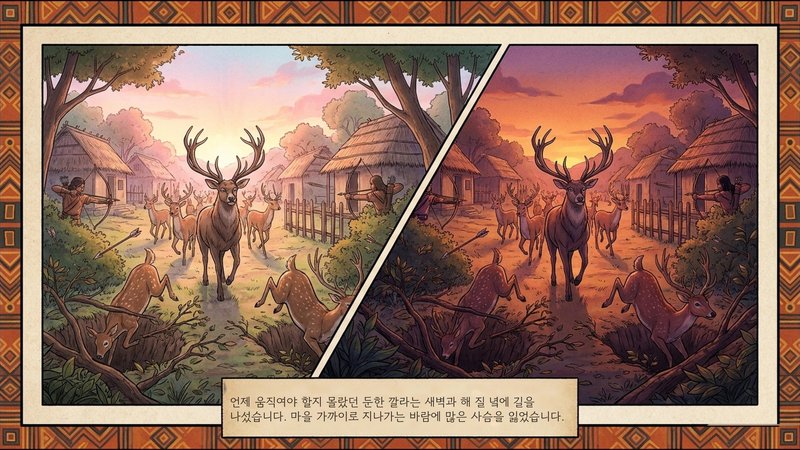 언제 움직여야 할지 몰랐던 둔한 깔라는 새벽과 해 질 녘에 길을
나섰습니다. 마을 가까이로 지나가는 바람에 많은 사슴을 잃었습니다.